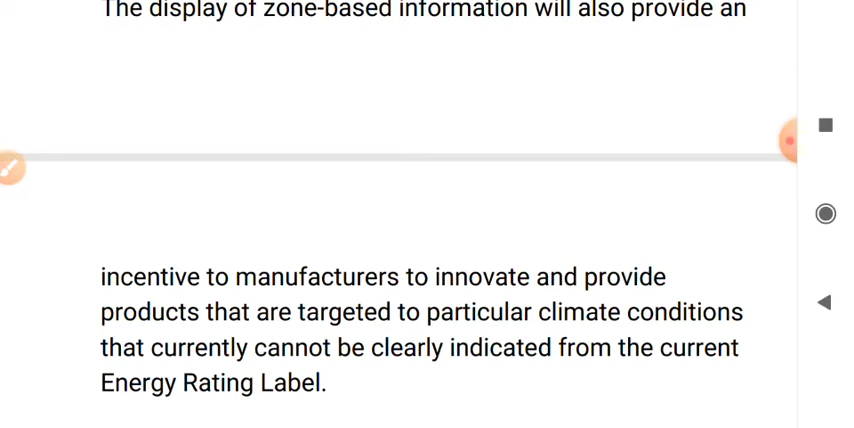 The display of zone-based information will also provide an
incentive to manufacturers to innovate and provide
products that are targeted to particular climate conditions
that currently cannot be clearly indicated from the current
Energy Rating Label.